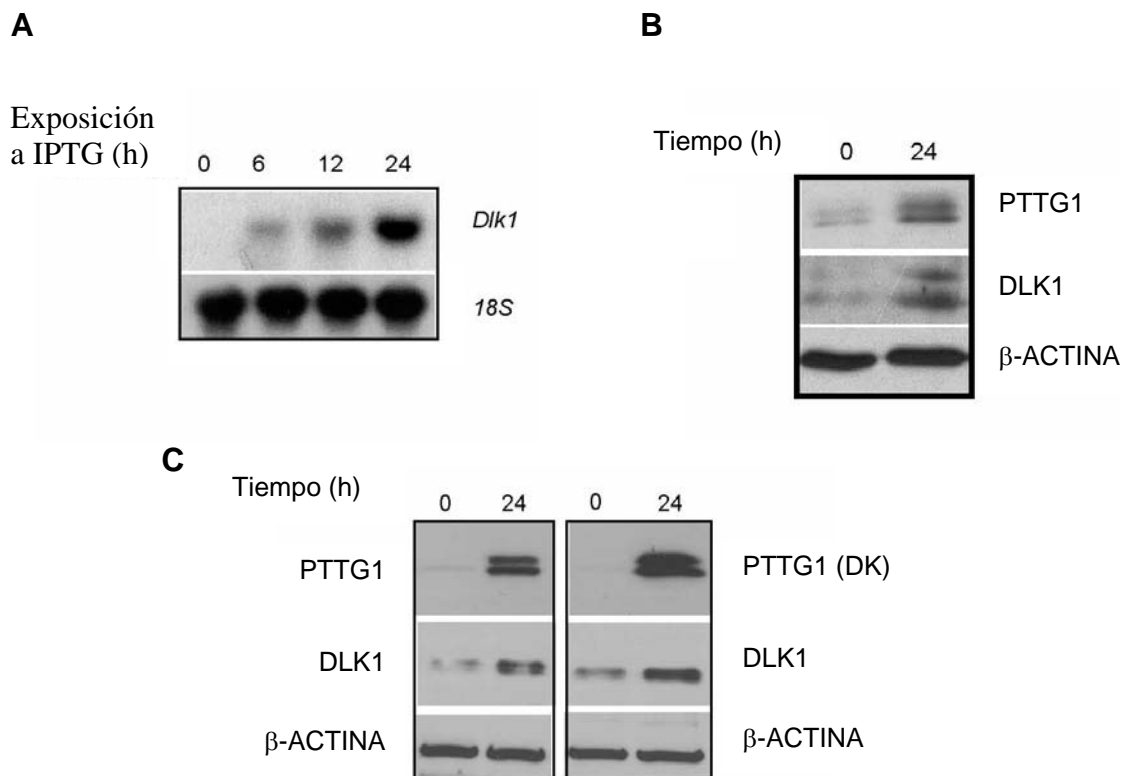 A
Exposición
a IPTG (h)
0 6 12 24
Dlk1
18S
B
Tiempo (h)
0 24
PTTG1
DLK1
β-ACTINA
C
Tiempo (h)
0 24 0 24
PTTG1 PTTG1 (DK)
DLK1 DLK1
β-ACTINA β-ACTINA